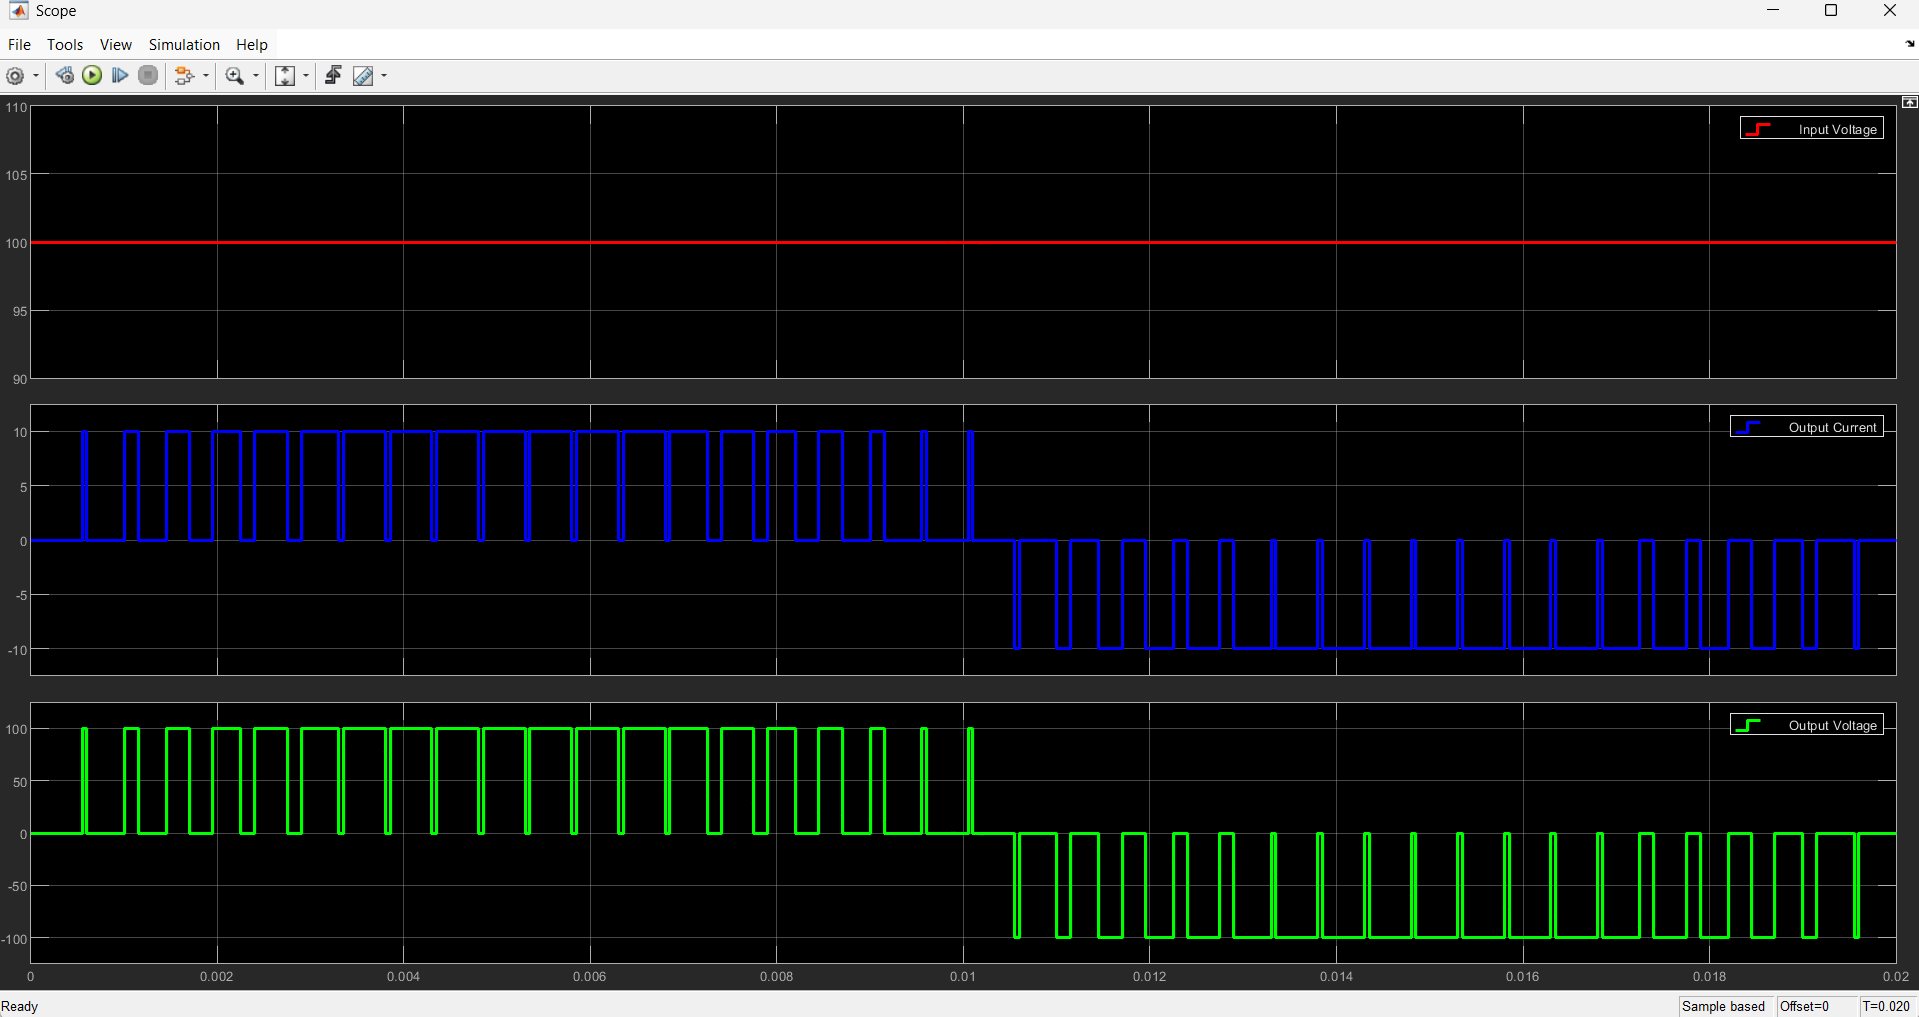 Scope
File Tools View Simulation Help
110
105
100
95
90
Input Voltage
10
5
0
-5
-10
Output Current
100
50
0
-50
-100
Output Voltage
0 0.002 0.004 0.006 0.008 0.01 0.012 0.014 0.016 0.018 0.02
Ready Sample based Offset=0 T=0.020